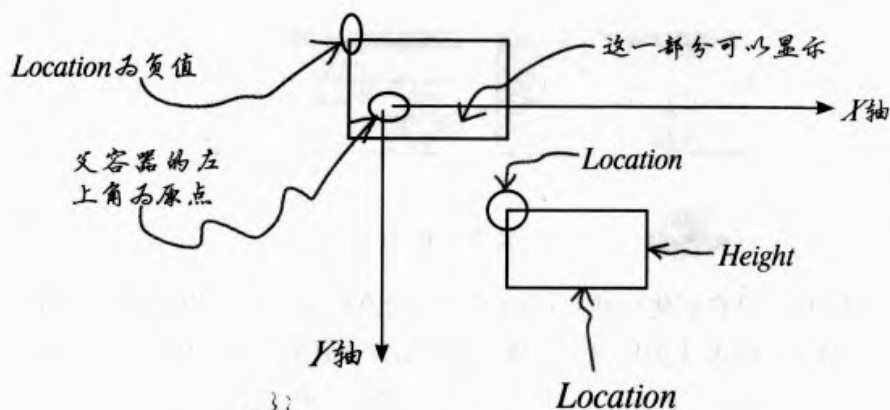 Location为负值
这一部分可以显示
X轴
父容器的左
上角为原点
Location
Height
Y轴
Location